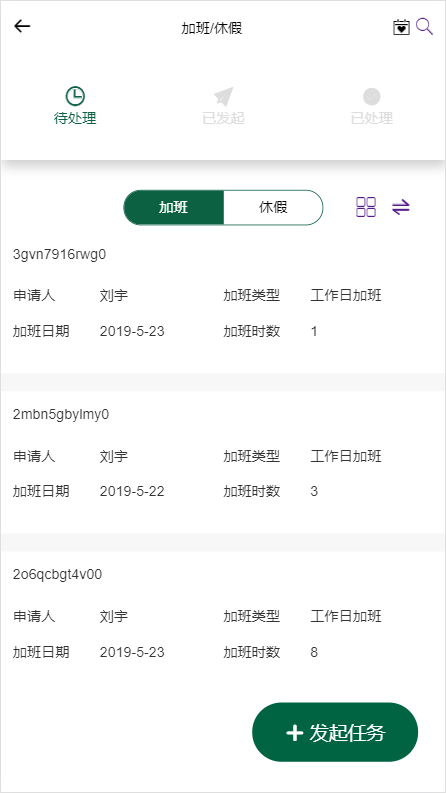 加班/休假
待处理 已发起 已处理
加班 休假
3gvn7916rwg0
申请人 刘宇 加班类型 工作日加班
加班日期 2019-5-23 加班时数 1
2mbn5gbylmy0
申请人 刘宇 加班类型 工作日加班
加班日期 2019-5-22 加班时数 3
2o6qcbgt4v00
申请人 刘宇 加班类型 工作日加班
加班日期 2019-5-23 加班时数 8
发起任务